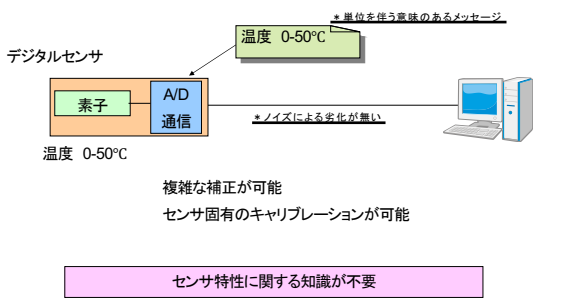 *単位を伴う意味のあるメッセージ
温度 0-50℃
デジタルセンサ
素子
A/D
通信
*ノイズによる劣化が無い
温度 0-50℃
複雑な補正が可能
センサ固有のキャリブレーションが可能
センサ特性に関する知識が不要